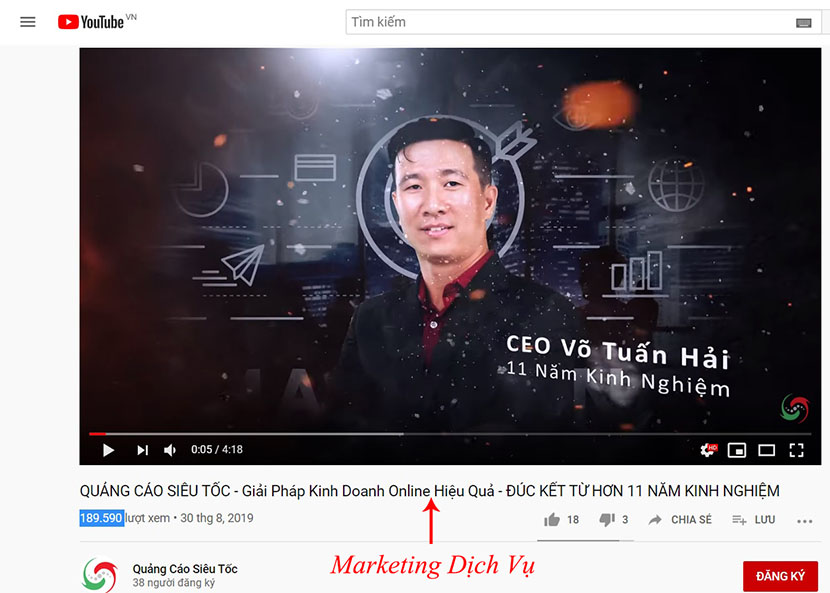 YouTube VN
Tìm kiếm
CEO Võ Tuấn Hải
11 Năm Kinh Nghiệm
0:05 / 4:18
HD
QUẢNG CÁO SIÊU TỐC - Giải Pháp Kinh Doanh Online Hiệu Quả - ĐÚC KẾT TỪ HƠN 11 NĂM KINH NGHIỆM
189.590 lượt xem • 30 thg 8, 2019
18
3
CHIA SẺ
LƯU
Marketing Dịch Vụ
Quảng Cáo Siêu Tốc
38 người đăng ký
ĐĂNG KÝ